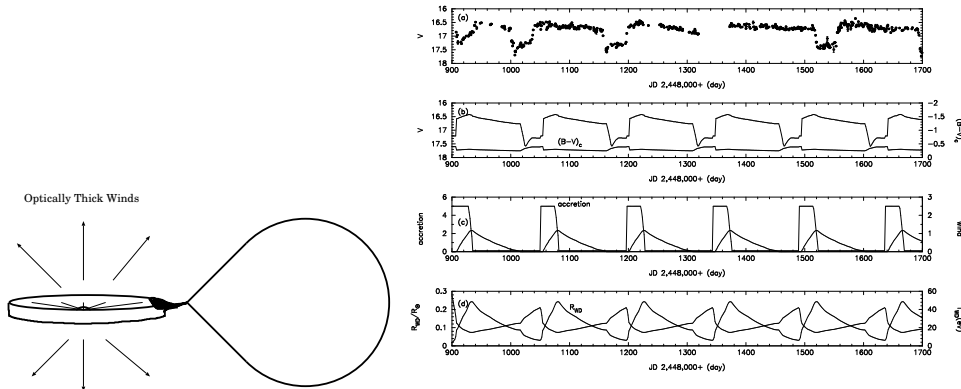 Optically Thick Winds
(a)
V
16
16.5
17
17.5
18
900 1000 1100 1200 1300 1400 1500 1600 1700
JD 2,448,000+ (day)
(b)
V
16
16.5
17
17.5
18
(B−V)c
−2
−1.5
−1
−0.5
0
(B−V)c
900 1000 1100 1200 1300 1400 1500 1600 1700
JD 2,448,000+ (day)
(c)
accretion
6
4
2
0
accretion
3
2
1
0
wind
900 1000 1100 1200 1300 1400 1500 1600 1700
JD 2,448,000+ (day)
(d)
RWD/R⊙
0.3
0.2
0.1
0
RWD
60
40
20
0
900 1000 1100 1200 1300 1400 1500 1600 1700
JD 2,448,000+ (day)